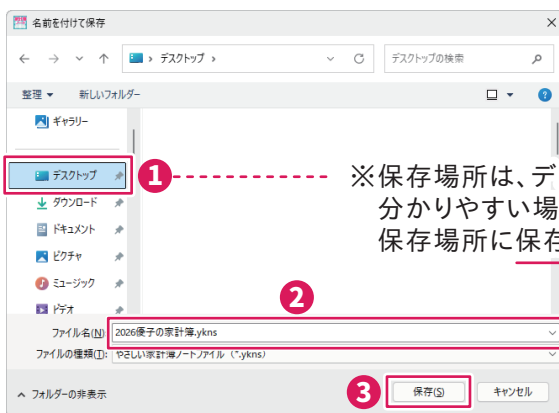 名前を付けて保存
デスクトップ
デスクトップの検索
整理 新しいフォルダー
ギャラリー
デスクトップ
1
※保存場所は、デ
ダウンロード
分かりやすい場
ドキュメント
保存場所に保存
ピクチャ
ミュージック
2
ビデオ
ファイル名(N): 2026優子の家計簿.ykns
ファイルの種類(T): やさしい家計簿ノートファイル (*.ykns)
フォルダーの非表示
3
保存(S)
キャンセル